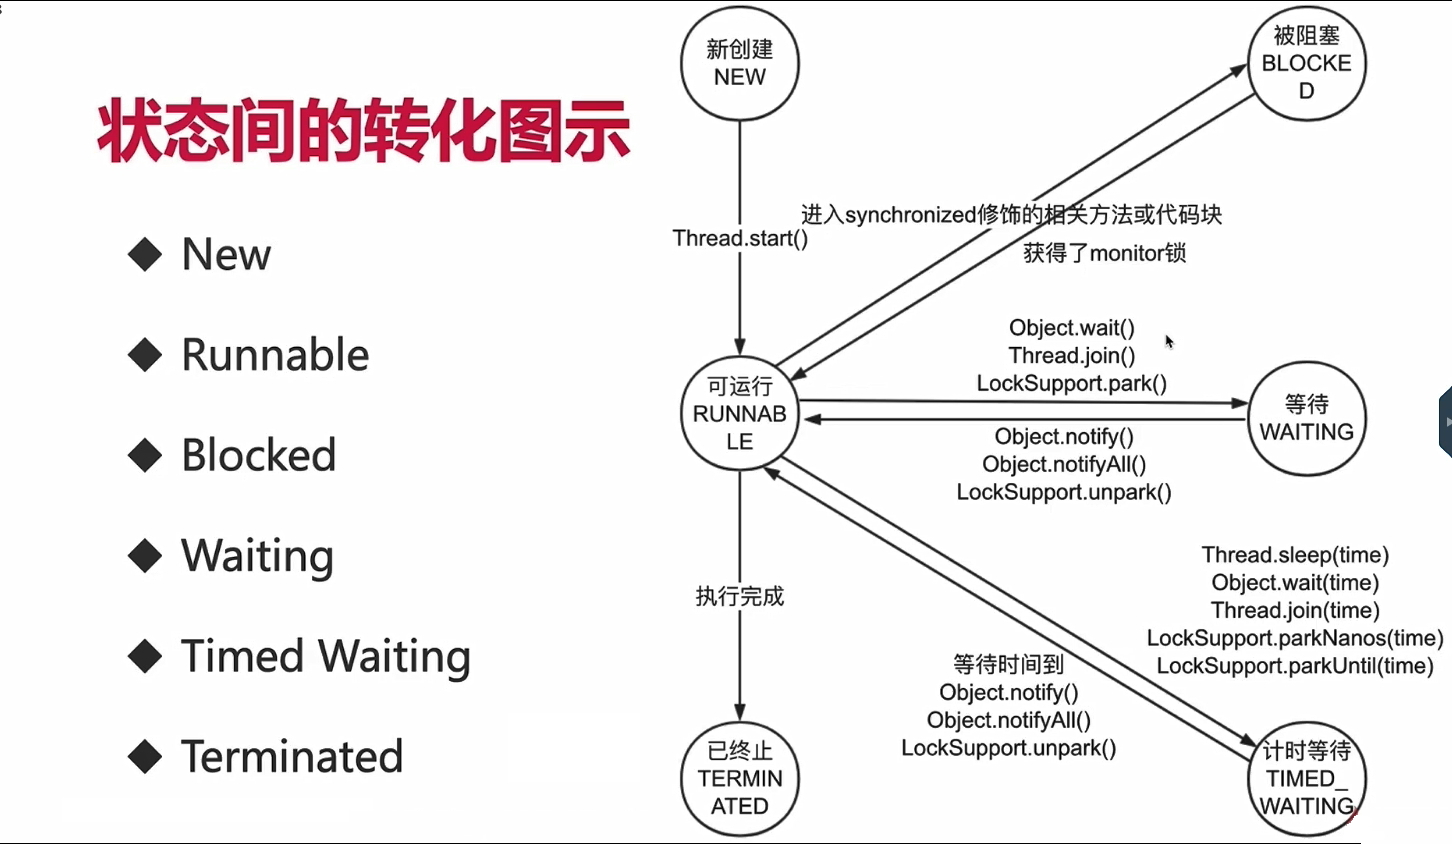 状态间的转化图示
New
Runnable
Blocked
Waiting
Timed Waiting
Terminated
新创建
NEW
被阻塞
BLOCKE
D
进入synchronized修饰的相关方法或代码块
Thread.start()
获得了monitor锁
Object.wait()
Thread.join()
LockSupport.park()
可运行
RUNNAB
LE
等待
WAITING
Object.notify()
Object.notifyAll()
LockSupport.unpark()
Thread.sleep(time)
Object.wait(time)
Thread.join(time)
LockSupport.parkNanos(time)
LockSupport.parkUntil(time)
执行完成
等待时间到
Object.notify()
Object.notifyAll()
LockSupport.unpark()
已终止
TERMIN
ATED
计时等待
TIMED_
WAITING